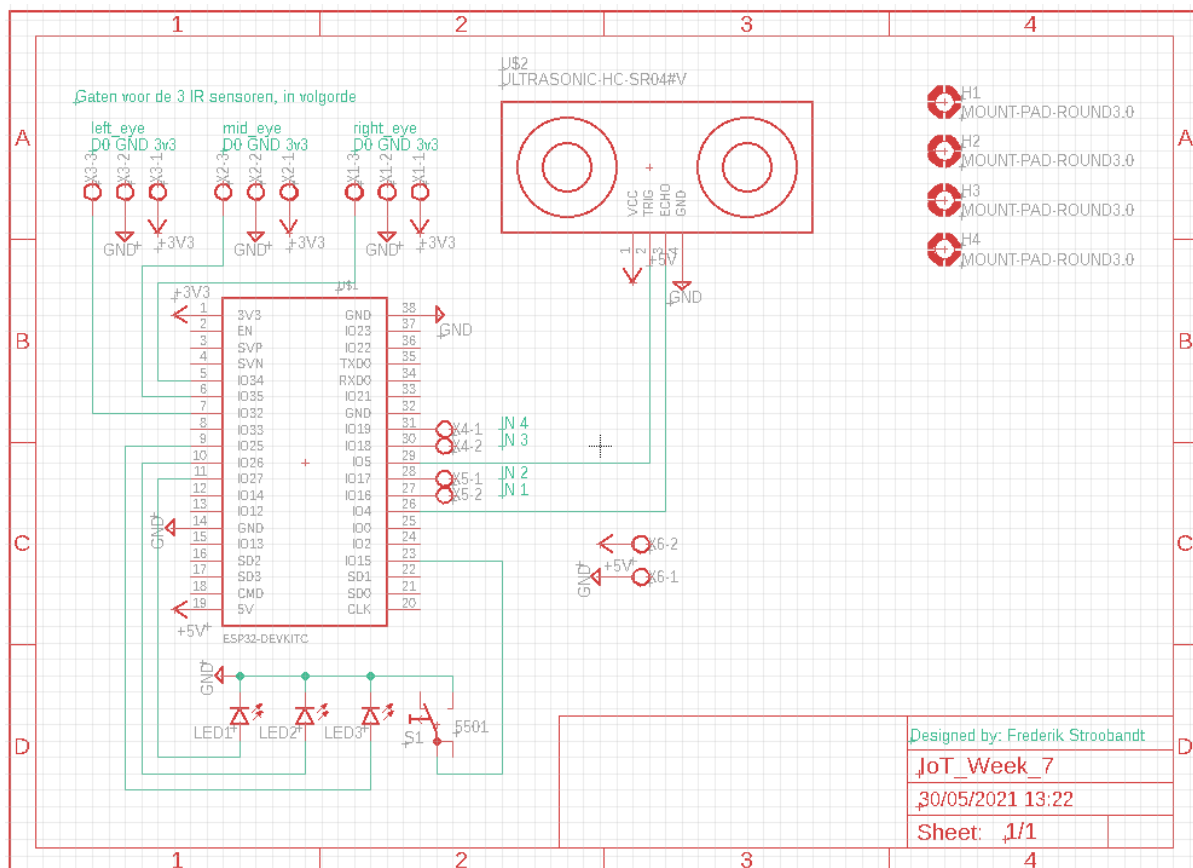 1 2 3 4
A
B
C
D
A
B
C
D
Gaten voor de 3 IR sensoren, in volgorde
left_eye mid_eye right_eye
D0 GND 3v3 D0 GND 3v3 D0 GND 3v3
X3-3 X3-2 X3-1 X2-3 X2-2 X2-1 X1-3 X1-2 X1-1
GND +3V3 GND +3V3 GND +3V3
U$2
ULTRASONIC-HC-SR04#V
VCC TRIG ECHO GND
1 2 3 4
+5V
GND
H1
MOUNT-PAD-ROUND3.0
H2
MOUNT-PAD-ROUND3.0
H3
MOUNT-PAD-ROUND3.0
H4
MOUNT-PAD-ROUND3.0
+3V3 U$1
1 3V3 GND 38 GND
2 EN IO23 37
3 SVP IO22 36
4 SVN TXD0 35
5 IO34 RXD0 34
6 IO35 IO21 33
7 IO32 GND 32
8 IO33 IO19 31 X4-1 IN 4
9 IO25 IO18 30 X4-2 IN 3
10 IO26 IO5 29
11 IO27 IO17 28 X5-1 IN 2
12 IO14 IO16 27 X5-2 IN 1
13 IO12 IO4 26
GND 14 GND IO0 25
15 IO13 IO2 24
16 SD2 IO15 23
17 SD3 SD1 22
18 CMD SD0 21
19 5V CLK 20
+5V
ESP32-DEVKITC
X6-2
+5V
GND X6-1
GND
LED1 LED2 LED3 S1 5501
Designed by: Frederik Stroobandt
IoT_Week_7
30/05/2021 13:22
Sheet: 1/1
1 2 3 4